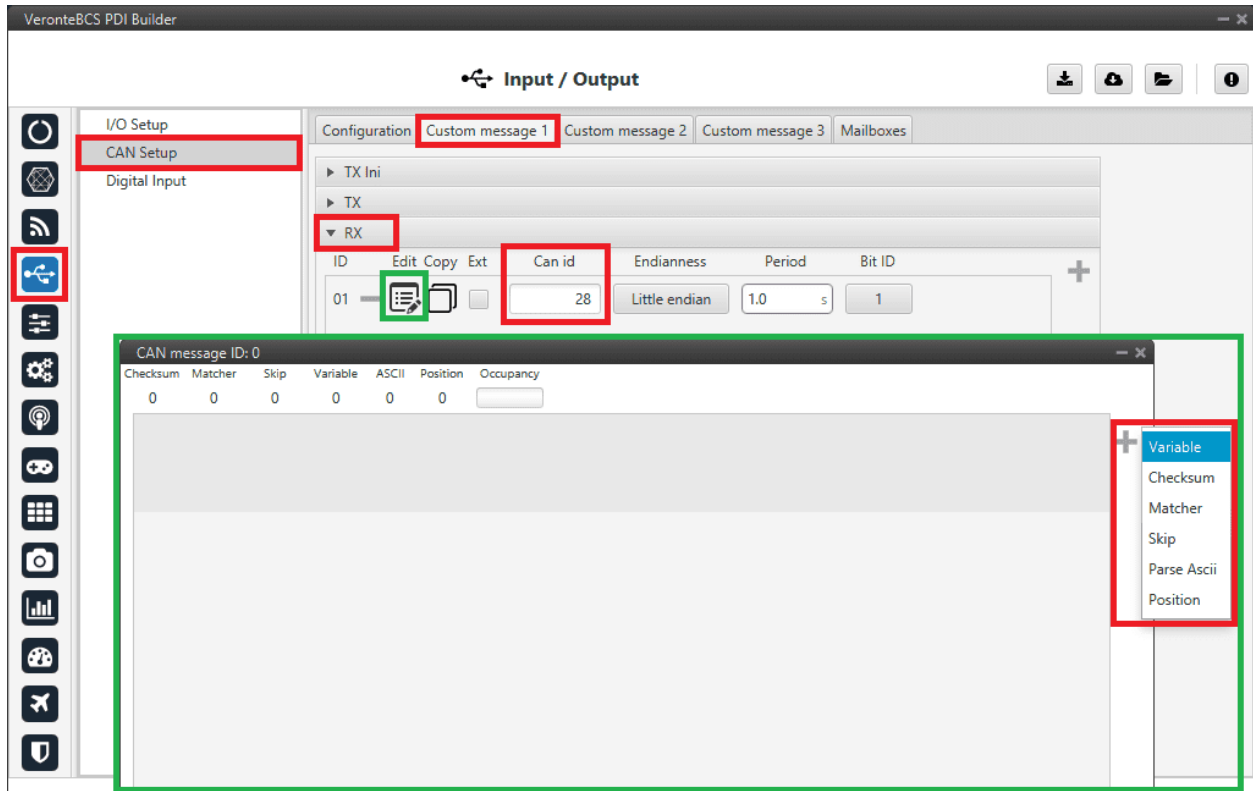 VeronteBCS PDI Builder
Input / Output
I/O Setup
CAN Setup
Digital Input
Configuration Custom message 1 Custom message 2 Custom message 3 Mailboxes
TX Ini
TX
RX
ID Edit Copy Ext Can id Endianness Period Bit ID
01 28 Little endian 1.0 s 1
CAN message ID: 0
Checksum Matcher Skip Variable ASCII Position Occupancy
0 0 0 0 0 0
Variable
Checksum
Matcher
Skip
Parse Ascii
Position